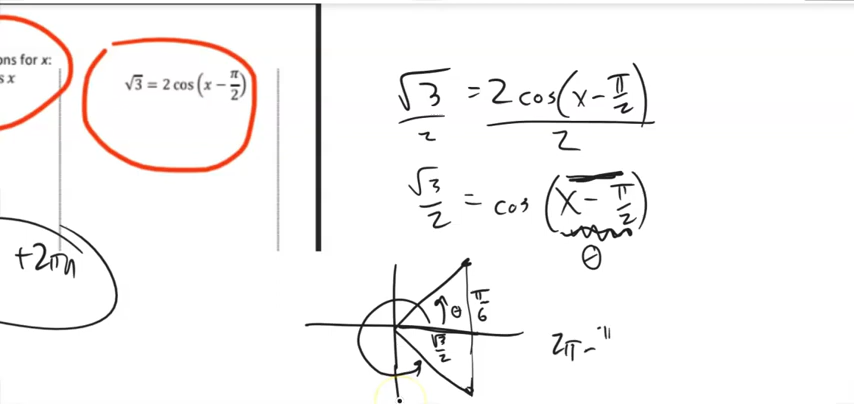 ons for x:
s x
√3 = 2 cos(x − π/2)
+2πn
√3/2 = 2 cos(x − π/2)/2
√3/2 = cos(x − π/2)
θ
θ
π/6
√3/2
2π − π